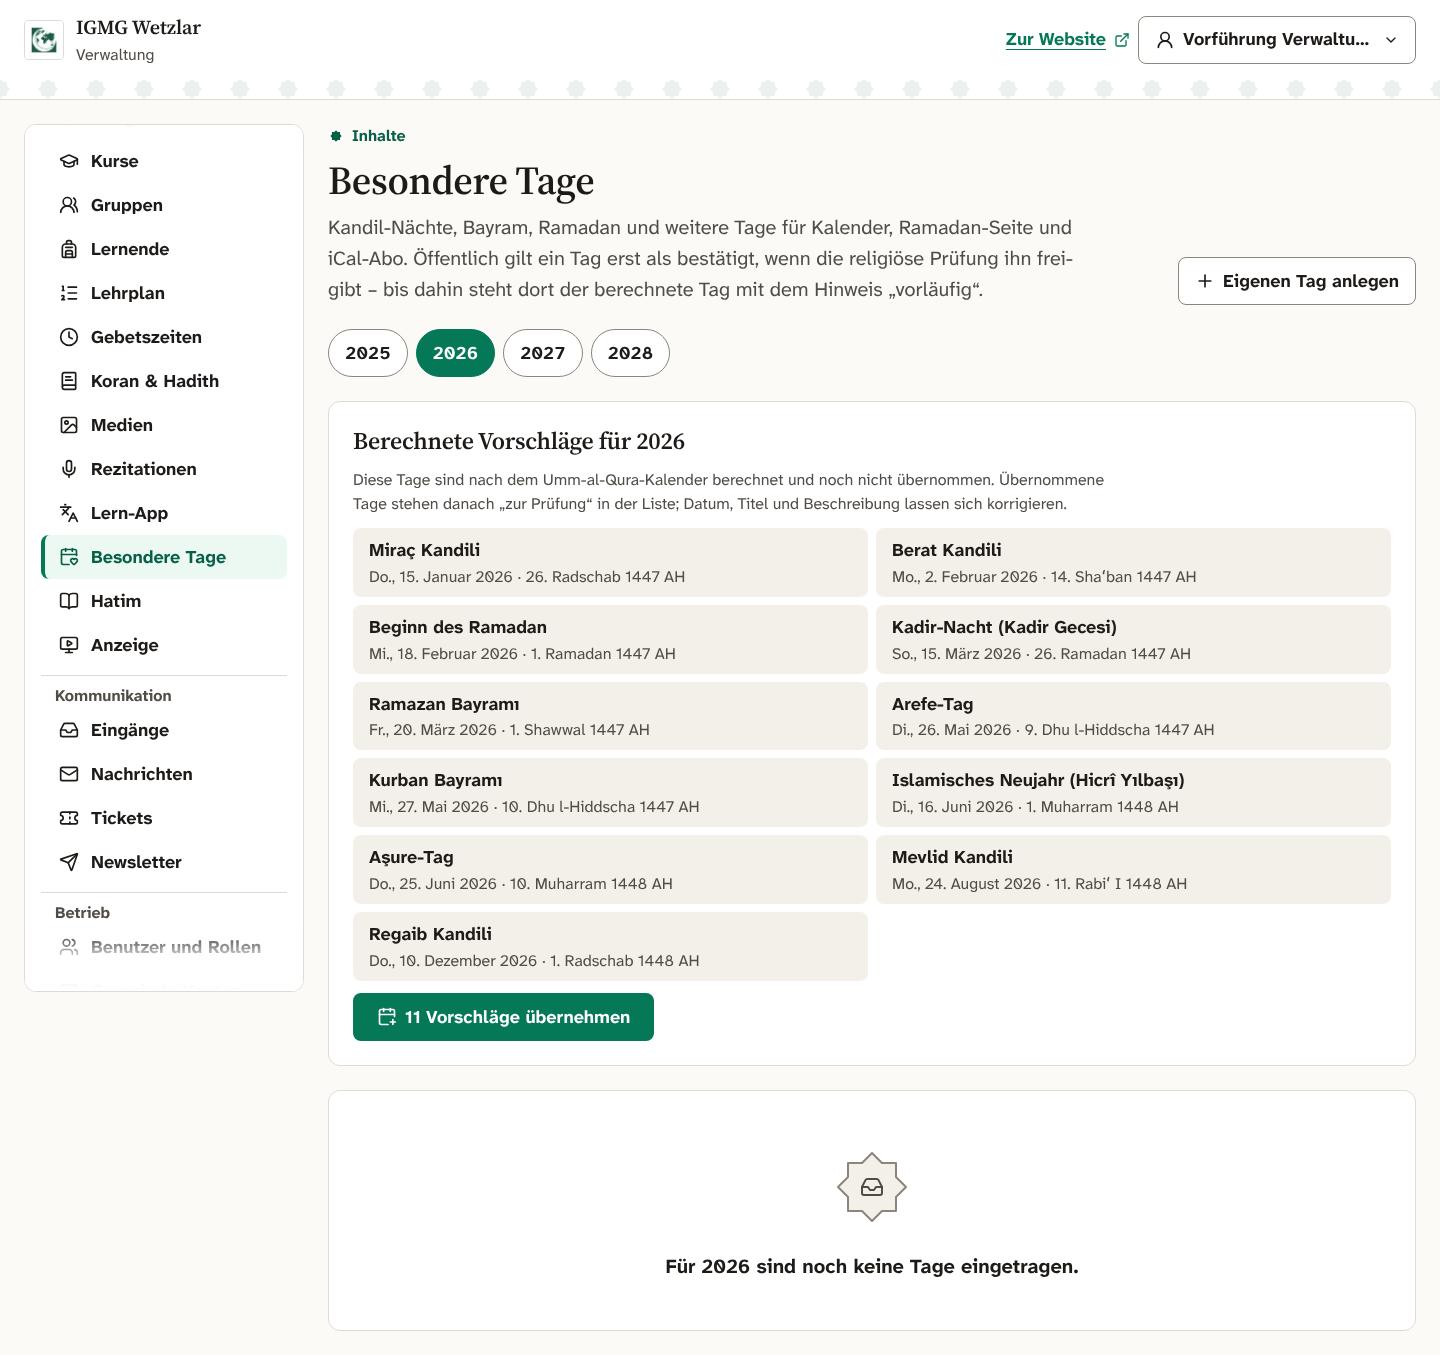 IGMG Wetzlar
Verwaltung
Zur Website
Vorführung Verwaltu...
Kurse
Gruppen
Lernende
Lehrplan
Gebetszeiten
Koran & Hadith
Medien
Rezitationen
Lern-App
Besondere Tage
Hatim
Anzeige
Kommunikation
Eingänge
Nachrichten
Tickets
Newsletter
Betrieb
Benutzer und Rollen
Inhalte
Besondere Tage
Kandil-Nächte, Bayram, Ramadan und weitere Tage für Kalender, Ramadan-Seite und
iCal-Abo. Öffentlich gilt ein Tag erst als bestätigt, wenn die religiöse Prüfung ihn frei-
gibt – bis dahin steht dort der berechnete Tag mit dem Hinweis „vorläufig“.
Eigenen Tag anlegen
2025
2026
2027
2028
Berechnete Vorschläge für 2026
Diese Tage sind nach dem Umm-al-Qura-Kalender berechnet und noch nicht übernommen. Übernommene
Tage stehen danach „zur Prüfung“ in der Liste; Datum, Titel und Beschreibung lassen sich korrigieren.
Miraç Kandili
Do., 15. Januar 2026 · 26. Radschab 1447 AH
Berat Kandili
Mo., 2. Februar 2026 · 14. Shaʻban 1447 AH
Beginn des Ramadan
Mi., 18. Februar 2026 · 1. Ramadan 1447 AH
Kadir-Nacht (Kadir Gecesi)
So., 15. März 2026 · 26. Ramadan 1447 AH
Ramazan Bayramı
Fr., 20. März 2026 · 1. Shawwal 1447 AH
Arefe-Tag
Di., 26. Mai 2026 · 9. Dhu l-Hiddscha 1447 AH
Kurban Bayramı
Mi., 27. Mai 2026 · 10. Dhu l-Hiddscha 1447 AH
Islamisches Neujahr (Hicrî Yılbaşı)
Di., 16. Juni 2026 · 1. Muharram 1448 AH
Aşure-Tag
Do., 25. Juni 2026 · 10. Muharram 1448 AH
Mevlid Kandili
Mo., 24. August 2026 · 11. Rabiʻ I 1448 AH
Regaib Kandili
Do., 10. Dezember 2026 · 1. Radschab 1448 AH
11 Vorschläge übernehmen
Für 2026 sind noch keine Tage eingetragen.